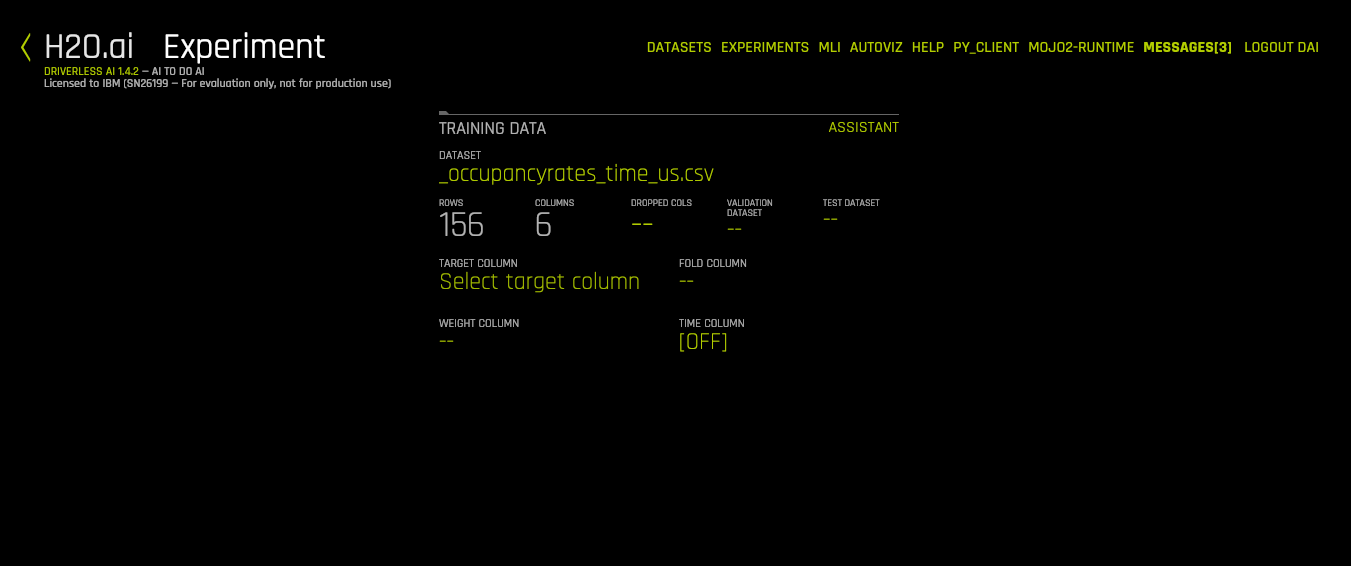 H2O.ai Experiment
DRIVERLESS AI 1.4.2 – AI TO DO AI
Licensed to IBM (SN26199 – For evaluation only, not for production use)
DATASETS EXPERIMENTS MLI AUTOVIZ HELP PY_CLIENT MOJO2-RUNTIME MESSAGES[3] LOGOUT DAI
TRAINING DATA ASSISTANT
DATASET
_occupancyrates_time_us.csv
ROWS COLUMNS DROPPED COLS VALIDATION DATASET TEST DATASET
156 6 -- -- --
TARGET COLUMN FOLD COLUMN
Select target column --
WEIGHT COLUMN TIME COLUMN
-- [OFF]